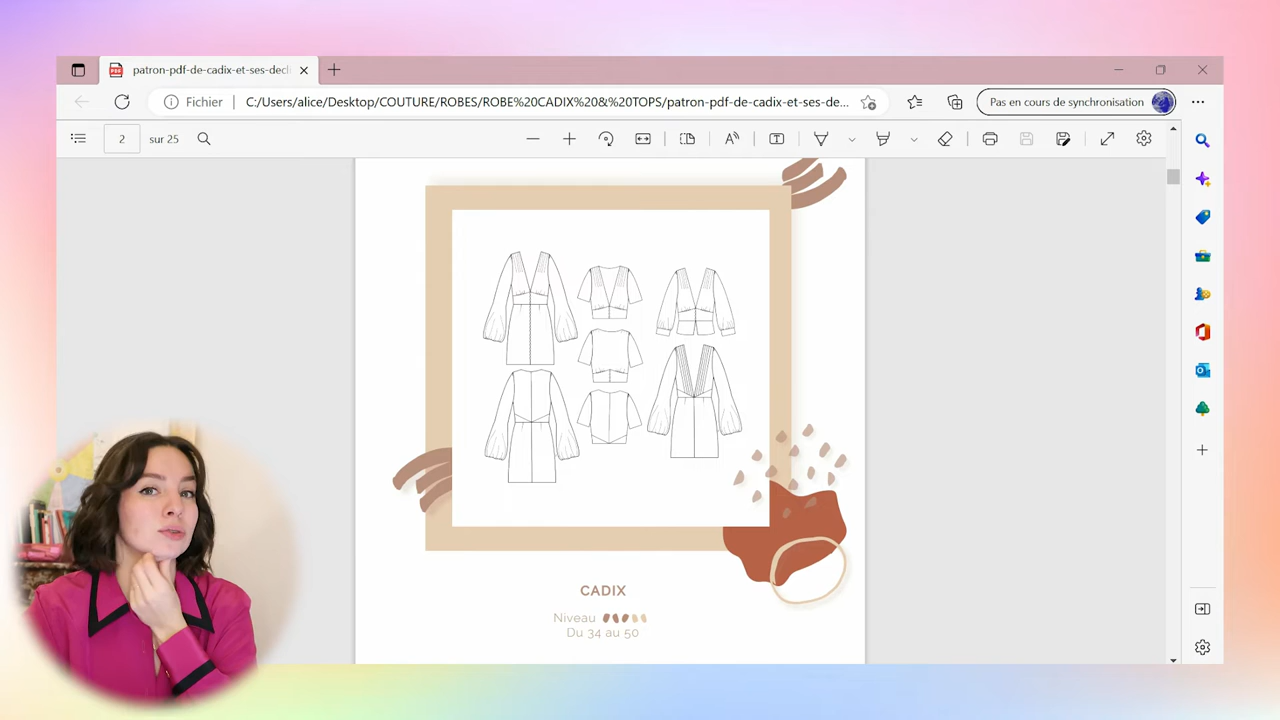 patron-pdf-de-cadix-et-ses-decl
Fichier
C:/Users/alice/Desktop/COUTURE/ROBES/ROBE%20CADIX%20&%20TOPS/patron-pdf-de-cadix-et-ses-de...
Pas en cours de synchronisation
2 sur 25
CADIX
Niveau
Du 34 au 50